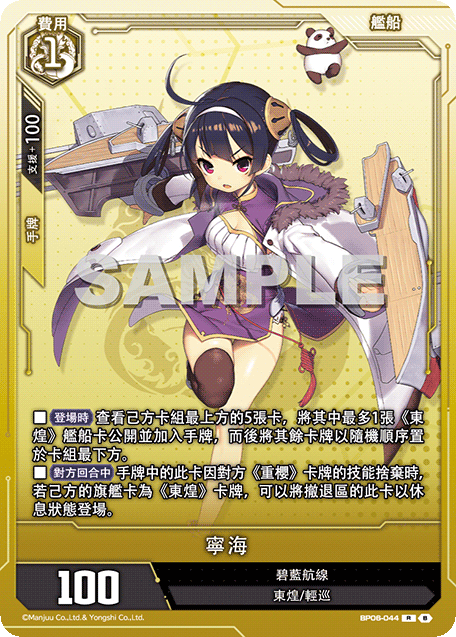 費用
1
艦船
支援+100
手牌
SAMPLE
■ 登場時 查看己方卡組最上方的5張卡，將其中最多1張《東
煌》艦船卡公開並加入手牌，而後將其餘卡牌以隨機順序置
於卡組最下方。
■ 對方回合中 手牌中的此卡因對方《重櫻》卡牌的技能捨棄時，
若己方的旗艦卡為《東煌》卡牌，可以將撤退區的此卡以休
息狀態登場。
寧海
100
碧藍航線
東煌/輕巡
©Manjuu Co.,Ltd. & Yongshi Co.,Ltd.
BP06-044 R B